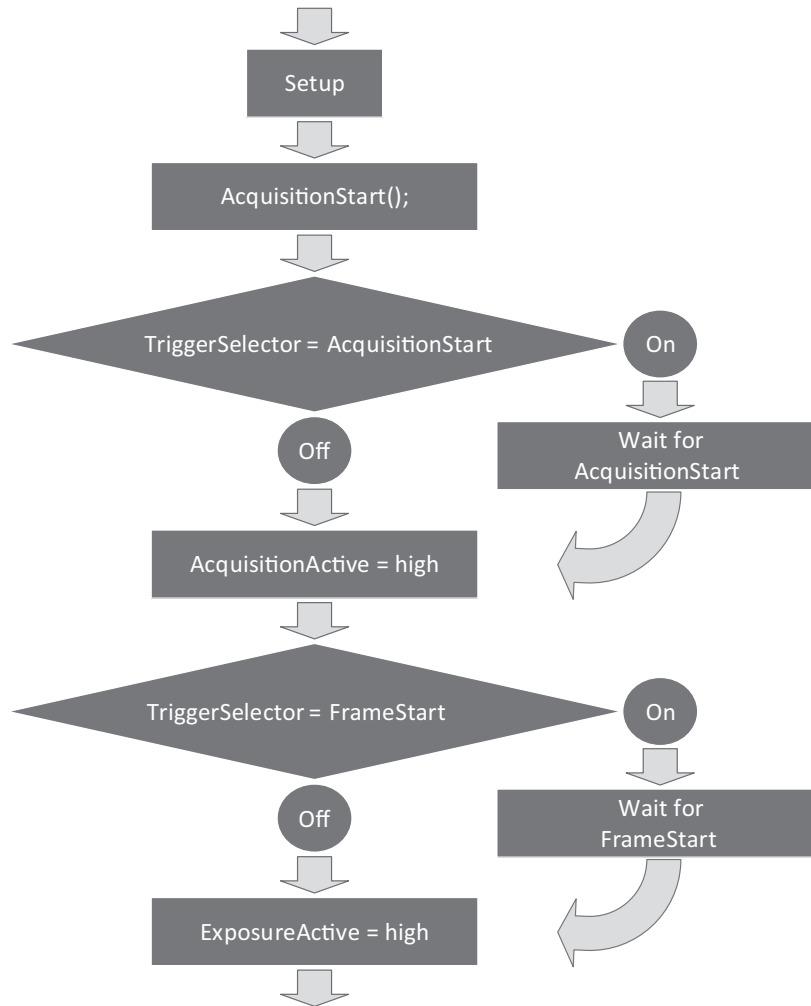 Setup
AcquisitionStart();
TriggerSelector = AcquisitionStart
On
Off
Wait for
AcquisitionStart
AcquisitionActive = high
TriggerSelector = FrameStart
On
Off
Wait for
FrameStart
ExposureActive = high